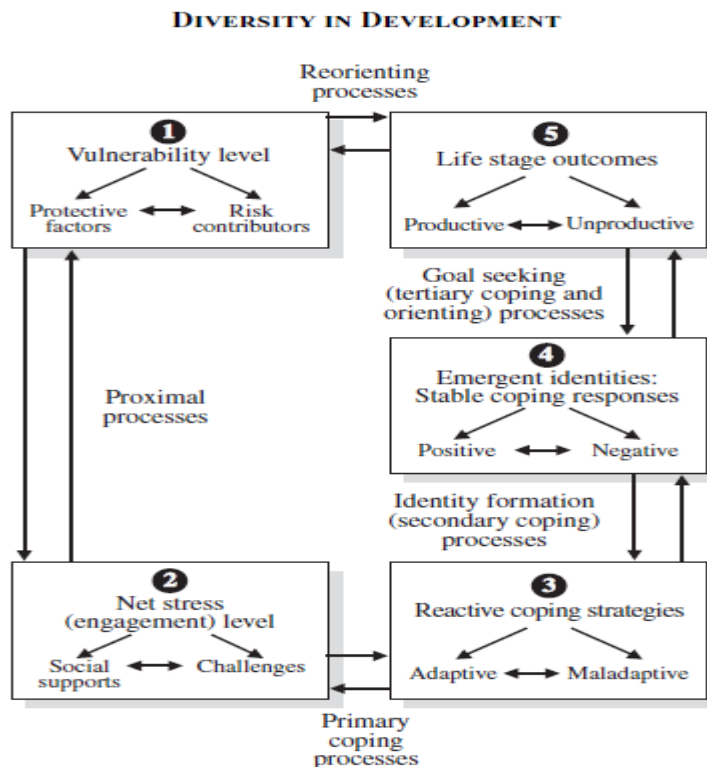 DIVERSITY IN DEVELOPMENT
Reorienting
processes
1
Vulnerability level
Protective
factors
Risk
contributors
5
Life stage outcomes
Productive
Unproductive
Goal seeking
(tertiary coping and
orienting) processes
4
Emergent identities:
Stable coping responses
Positive
Negative
Proximal
processes
Identity formation
(secondary coping)
processes
2
Net stress
(engagement) level
Social
supports
Challenges
3
Reactive coping strategies
Adaptive
Maladaptive
Primary
coping
processes